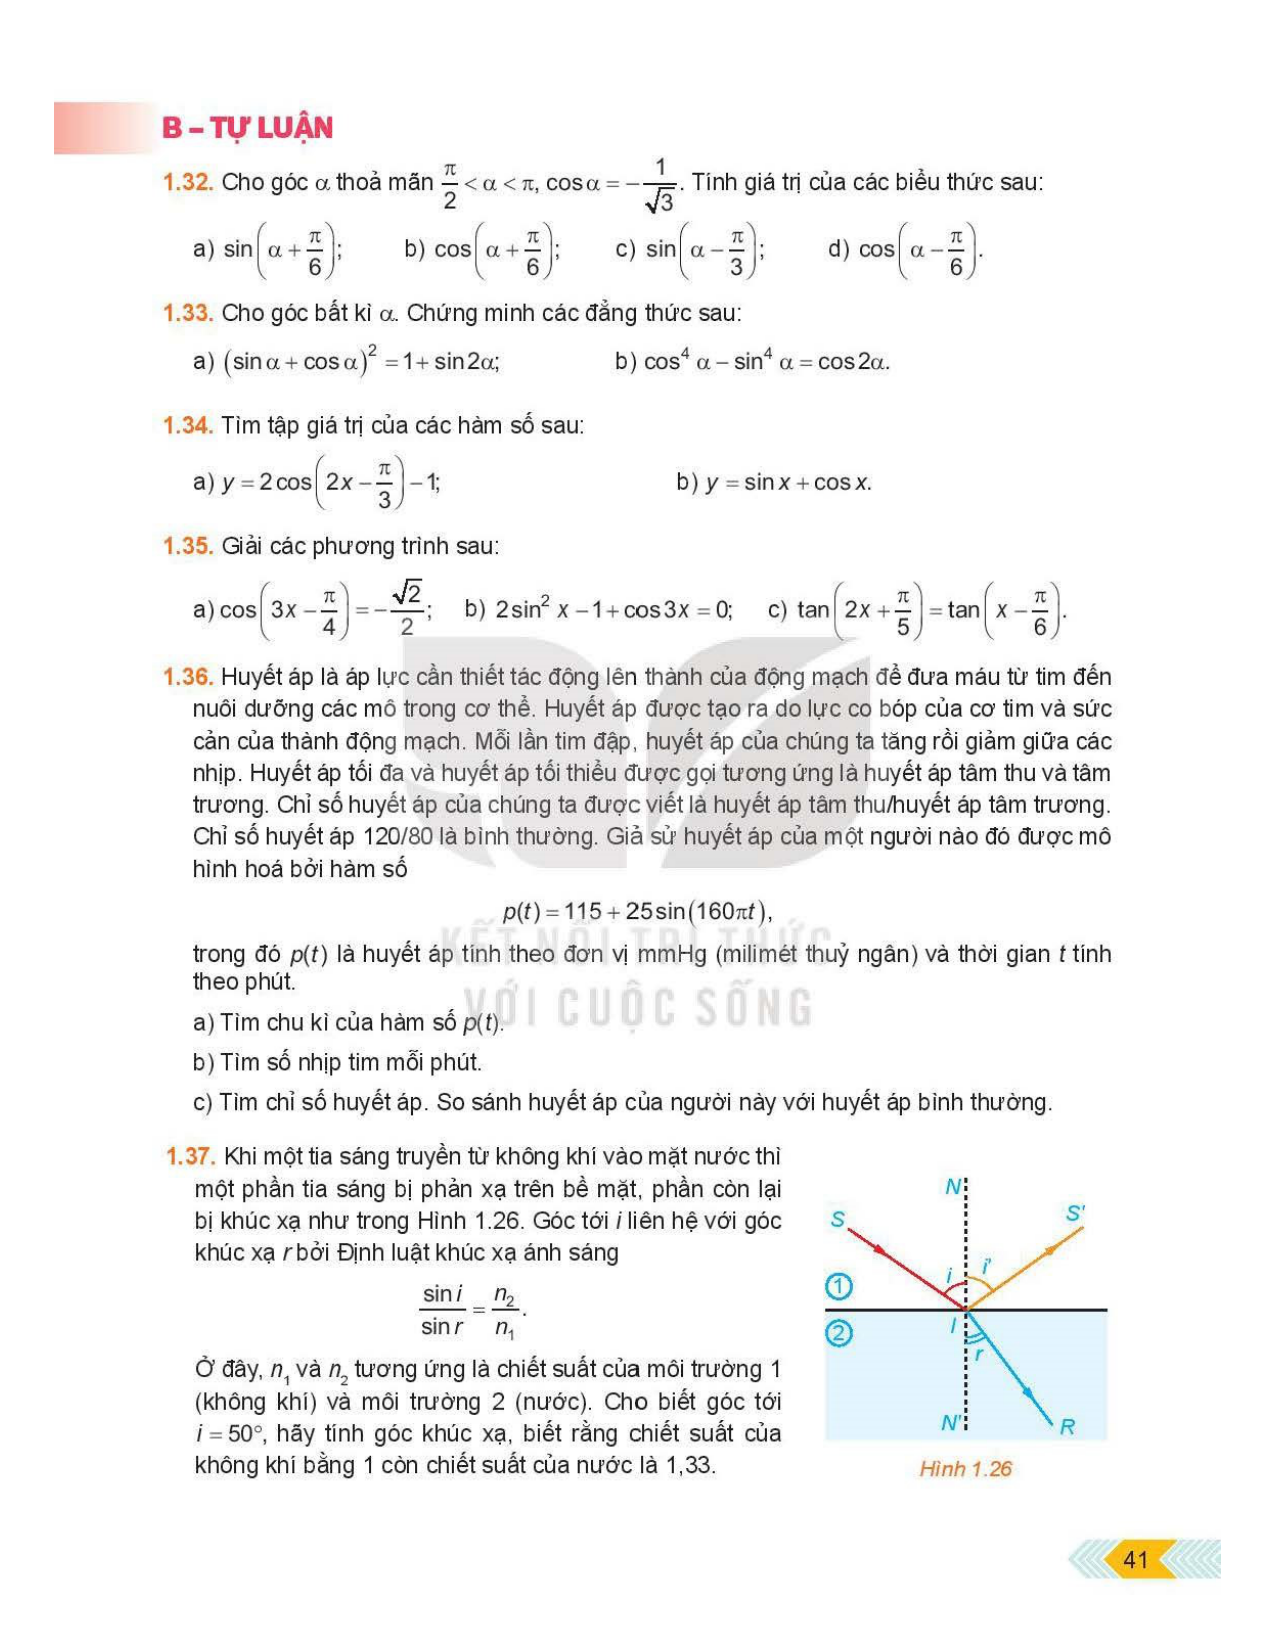 B – TỰ LUẬN
1.32. Cho góc α thoả mãn π/2 < α < π, cos α = −1/√3. Tính giá trị của các biểu thức sau:
a) sin(α + π/6); b) cos(α + π/6); c) sin(α − π/3); d) cos(α − π/6).
1.33. Cho góc bất kì α. Chứng minh các đẳng thức sau:
a) (sin α + cos α)² = 1 + sin 2α; b) cos⁴ α − sin⁴ α = cos 2α.
1.34. Tìm tập giá trị của các hàm số sau:
a) y = 2 cos(2x − π/3) − 1; b) y = sin x + cos x.
1.35. Giải các phương trình sau:
a) cos(3x − π/4) = −√2/2; b) 2 sin² x − 1 + cos 3x = 0; c) tan(2x + π/5) = tan(x − π/6).
1.36. Huyết áp là áp lực cần thiết tác động lên thành của động mạch để đưa máu từ tim đến
nuôi dưỡng các mô trong cơ thể. Huyết áp được tạo ra do lực co bóp của cơ tim và sức
cản của thành động mạch. Mỗi lần tim đập, huyết áp của chúng ta tăng rồi giảm giữa các
nhịp. Huyết áp tối đa và huyết áp tối thiểu được gọi tương ứng là huyết áp tâm thu và tâm
trương. Chỉ số huyết áp của chúng ta được viết là huyết áp tâm thu/huyết áp tâm trương.
Chỉ số huyết áp 120/80 là bình thường. Giả sử huyết áp của một người nào đó được mô
hình hoá bởi hàm số
p(t) = 115 + 25 sin(160πt),
KẾT NỐI TRI THỨC
trong đó p(t) là huyết áp tính theo đơn vị mmHg (milimét thuỷ ngân) và thời gian t tính
theo phút.
VỚI CUỘC SỐNG
a) Tìm chu kì của hàm số p(t).
b) Tìm số nhịp tim mỗi phút.
c) Tìm chỉ số huyết áp. So sánh huyết áp của người này với huyết áp bình thường.
1.37. Khi một tia sáng truyền từ không khí vào mặt nước thì
một phần tia sáng bị phản xạ trên bề mặt, phần còn lại
bị khúc xạ như trong Hình 1.26. Góc tới i liên hệ với góc
khúc xạ r bởi Định luật khúc xạ ánh sáng
sin i / sin r = n₂ / n₁.
Ở đây, n₁ và n₂ tương ứng là chiết suất của môi trường 1
(không khí) và môi trường 2 (nước). Cho biết góc tới
i = 50°, hãy tính góc khúc xạ, biết rằng chiết suất của
không khí bằng 1 còn chiết suất của nước là 1,33.
N
S
S'
i
i'
1
2
I
r
N'
R
Hình 1.26
41